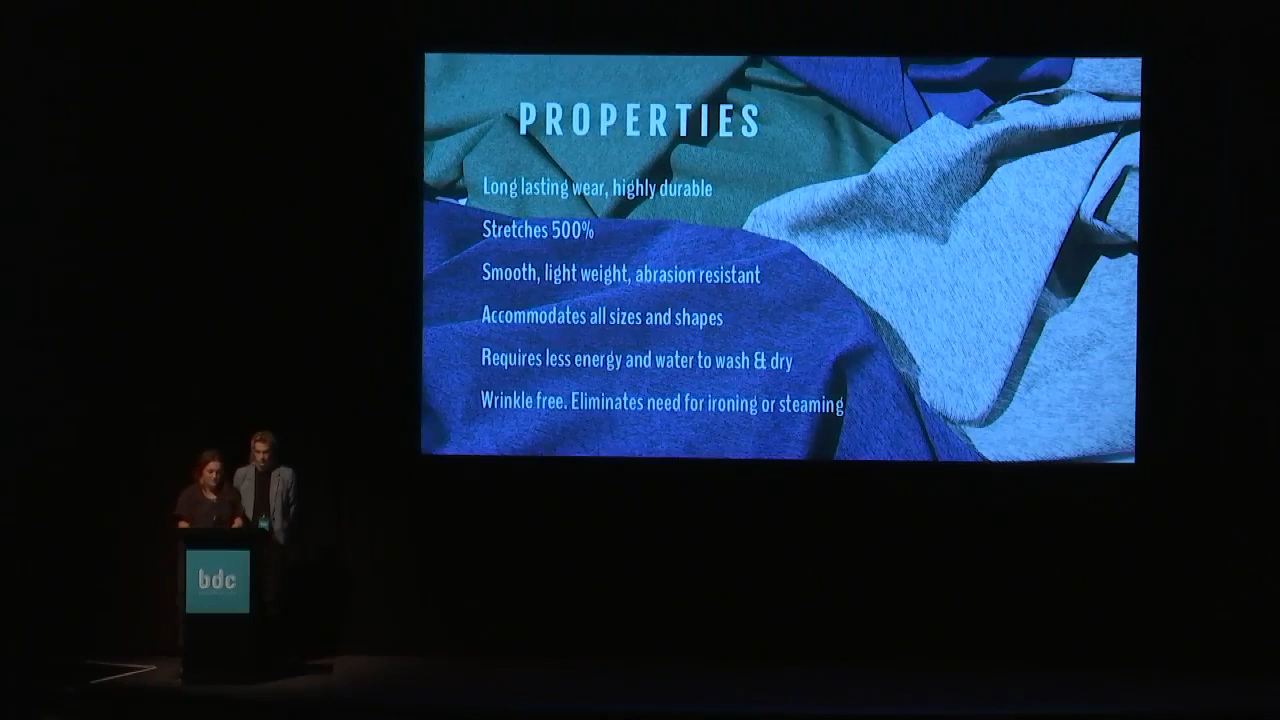 PROPERTIES
Long lasting wear, highly durable
Stretches 500%
Smooth, light weight, abrasion resistant
Accommodates all sizes and shapes
Requires less energy and water to wash & dry
Wrinkle free. Eliminates need for ironing or steaming
bdc